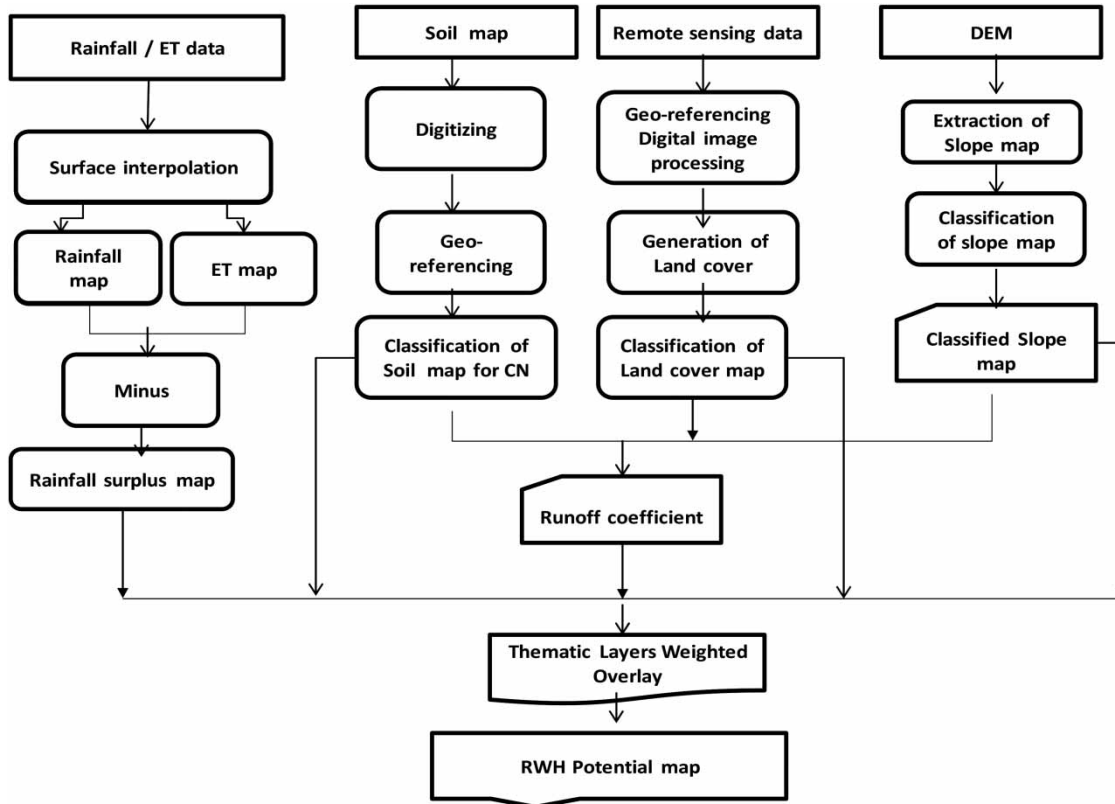 Rainfall / ET data
Soil map
Remote sensing data
DEM
Surface interpolation
Digitizing
Geo-referencing
Digital image
processing
Extraction of
Slope map
Rainfall
map
ET map
Geo-
referencing
Generation of
Land cover
Classification
of slope map
Minus
Classification of
Soil map for CN
Classification of
Land cover map
Classified Slope
map
Rainfall surplus map
Runoff coefficient
Thematic Layers Weighted
Overlay
RWH Potential map